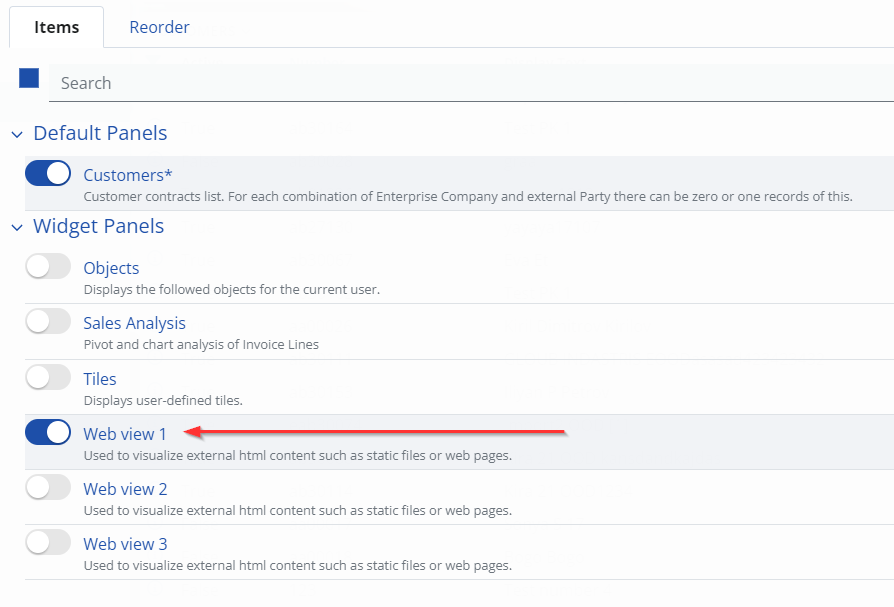 Items Reorder
Search
Default Panels
Customers*
Customer contracts list. For each combination of Enterprise Company and external Party there can be zero or one records of this.
Widget Panels
Objects
Displays the followed objects for the current user.
Sales Analysis
Pivot and chart analysis of Invoice Lines
Tiles
Displays user-defined tiles.
Web view 1
Used to visualize external html content such as static files or web pages.
Web view 2
Used to visualize external html content such as static files or web pages.
Web view 3
Used to visualize external html content such as static files or web pages.